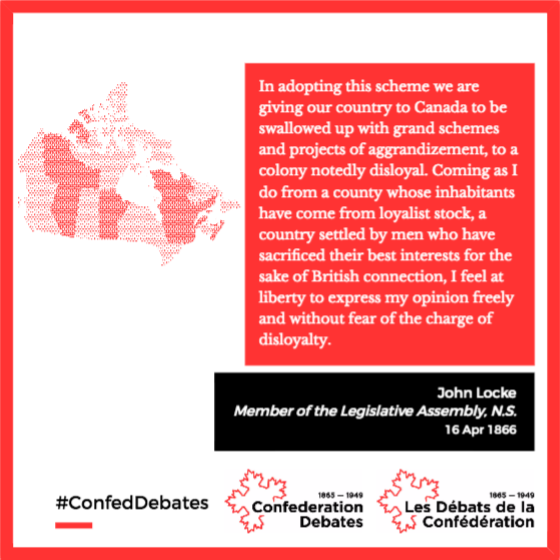 In adopting this scheme we are
giving our country to Canada to be
swallowed up with grand schemes
and projects of aggrandizement, to a
colony notedly disloyal. Coming as I
do from a county whose inhabitants
have come from loyalist stock, a
country settled by men who have
sacrificed their best interests for the
sake of British connection, I feel at
liberty to express my opinion freely
and without fear of the charge of
disloyalty.
John Locke
Member of the Legislative Assembly, N.S.
16 Apr 1866
#ConfedDebates
1865 — 1949
Confederation
Debates
1865 — 1949
Les Débats de la
Confédération